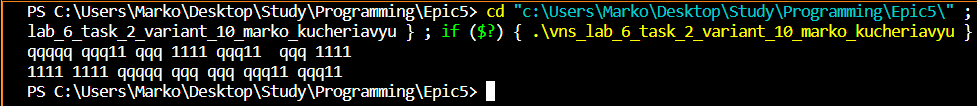 PS C:\Users\Marko\Desktop\Study\Programming\Epic5> cd "c:\Users\Marko\Desktop\Study\Programming\Epic5\" ;
lab_6_task_2_variant_10_marko_kucheriavyu } ; if ($?) { .\vns_lab_6_task_2_variant_10_marko_kucheriavyu }
qqqqq qqq11 qqq 1111 qqq11  qqq 1111
1111 1111 qqqqq qqq qqq qqq11 qqq11
PS C:\Users\Marko\Desktop\Study\Programming\Epic5>